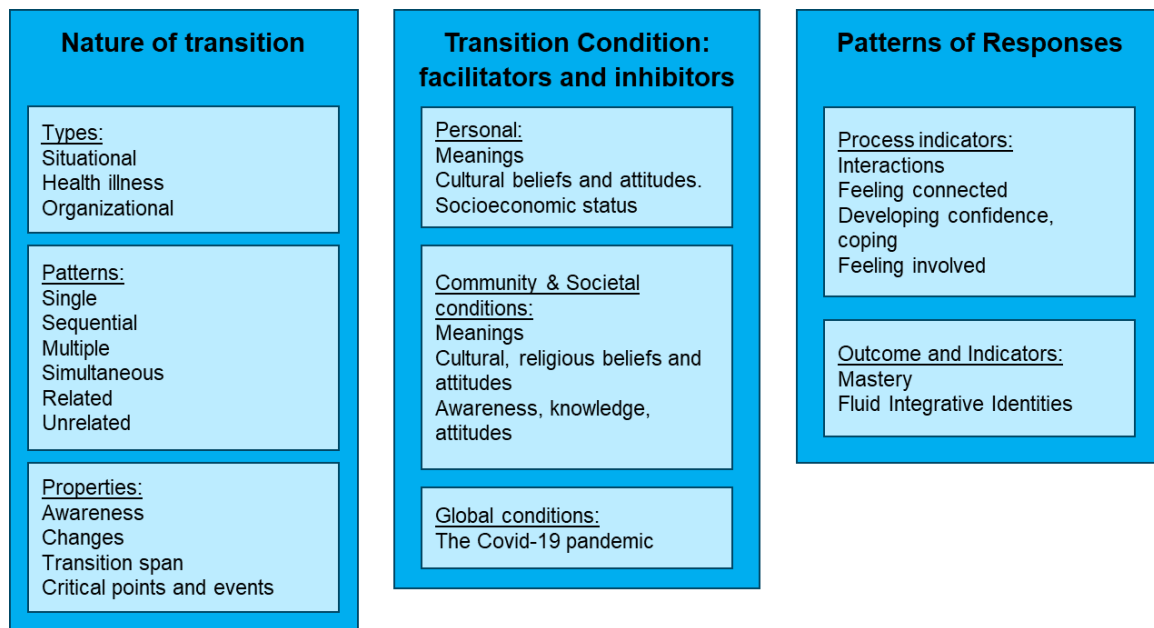 Nature of transition
Types:
Situational
Health illness
Organizational
Patterns:
Single
Sequential
Multiple
Simultaneous
Related
Unrelated
Properties:
Awareness
Changes
Transition span
Critical points and events
Transition Condition:
facilitators and inhibitors
Personal:
Meanings
Cultural beliefs and attitudes.
Socioeconomic status
Community & Societal
conditions:
Meanings
Cultural, religious beliefs and
attitudes
Awareness, knowledge,
attitudes
Global conditions:
The Covid-19 pandemic
Patterns of Responses
Process indicators:
Interactions
Feeling connected
Developing confidence,
coping
Feeling involved
Outcome and Indicators:
Mastery
Fluid Integrative Identities